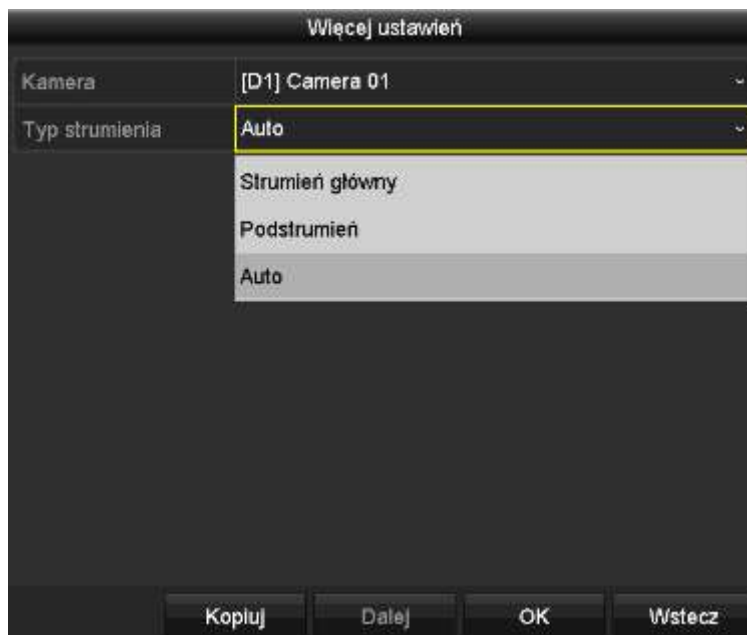 Więcej ustawień
Kamera [D1] Camera 01
Typ strumienia Auto
Strumień główny
Podstrumień
Auto
Kopiuj Dalej OK Wstecz